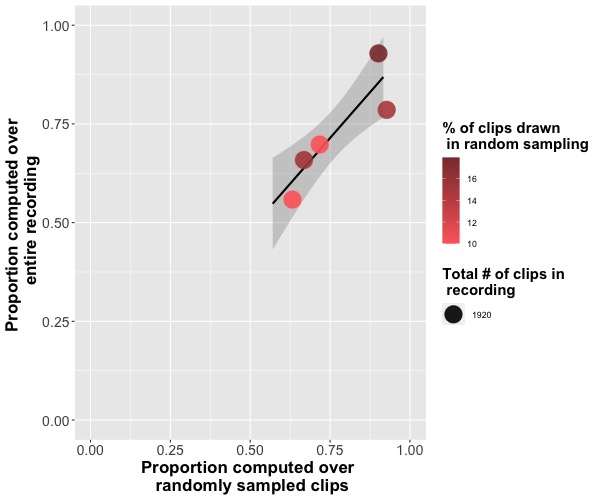 1.00
0.75
0.50
0.25
0.00
Proportion computed over
entire recording
0.00 0.25 0.50 0.75 1.00
Proportion computed over
randomly sampled clips
% of clips drawn
in random sampling
16
14
12
10
Total # of clips in
recording
1920